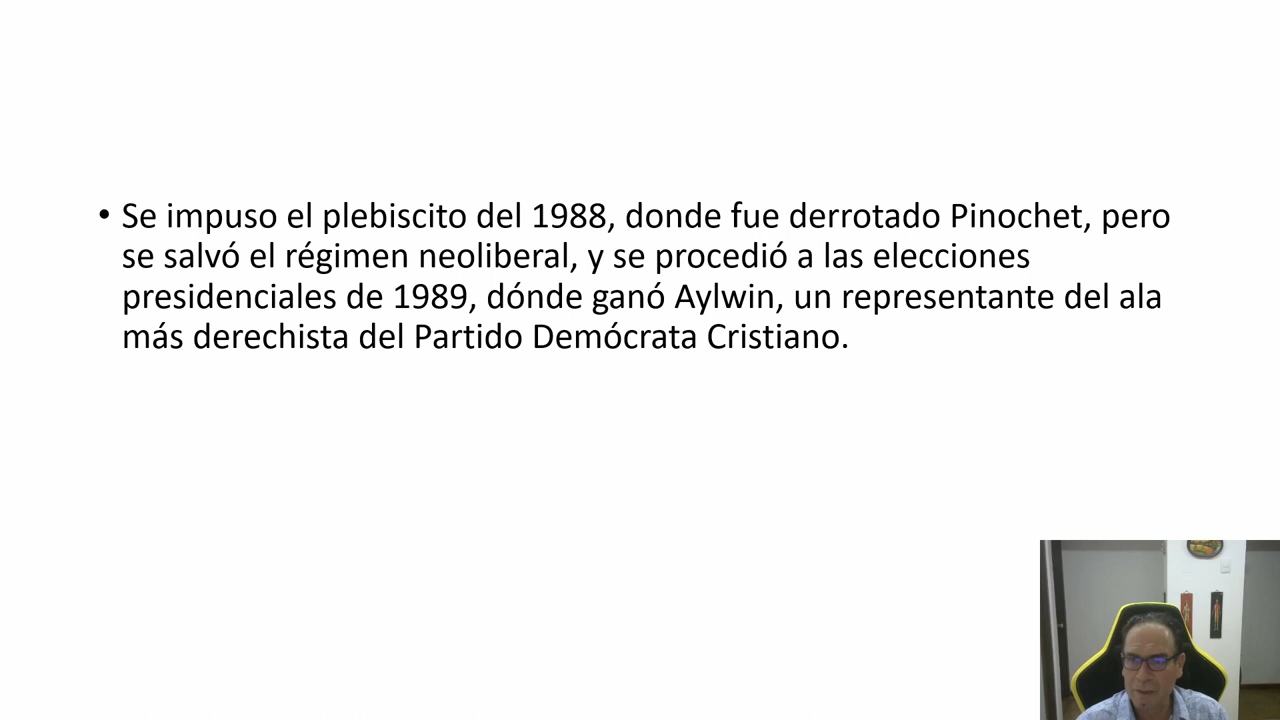 • Se impuso el plebiscito del 1988, donde fue derrotado Pinochet, pero
se salvó el régimen neoliberal, y se procedió a las elecciones
presidenciales de 1989, dónde ganó Aylwin, un representante del ala
más derechista del Partido Demócrata Cristiano.